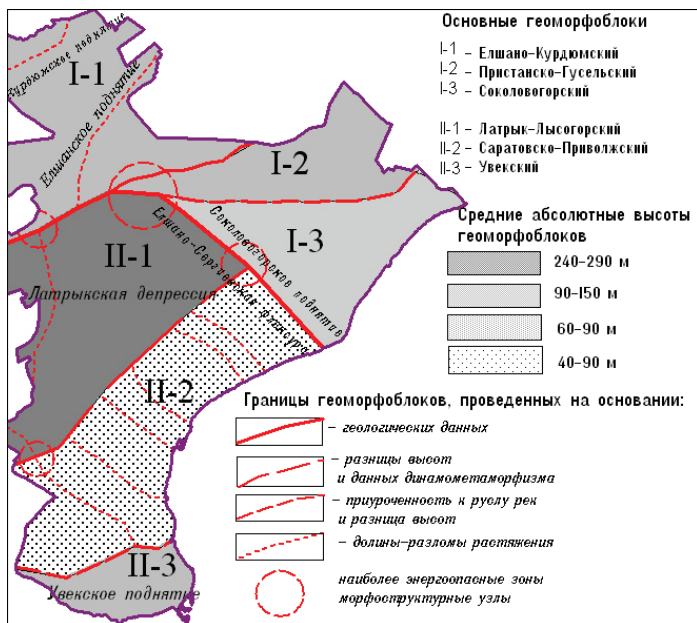 Основные геоморфоблоки
I-1 - Елшано-Курдюмский
I-2 - Пристанско-Гусельский
I-3 - Соколовогорский
II-1 - Латрык-Лысогорский
II-2 - Саратовско-Приволжский
II-3 - Увекский
Средние абсолютные высоты
геоморфоблоков
240-290 м
90-150 м
60-90 м
40-90 м
Границы геоморфоблоков, проведенных на основании:
- геологических данных
- разницы высот
и данных динамометаморфизма
- приуроченность к руслу рек
и разница высот
- долины-разломы растяжения
наиболее энергоопасные зоны
морфоструктурные узлы
Курдюмское поднятие
I-1
Елшанское поднятие
I-2
I-3
Соколовогорское поднятие
Елшано-Сергиевская флексура
II-1
Латрыкская депрессия
II-2
II-3
Увекское поднятие